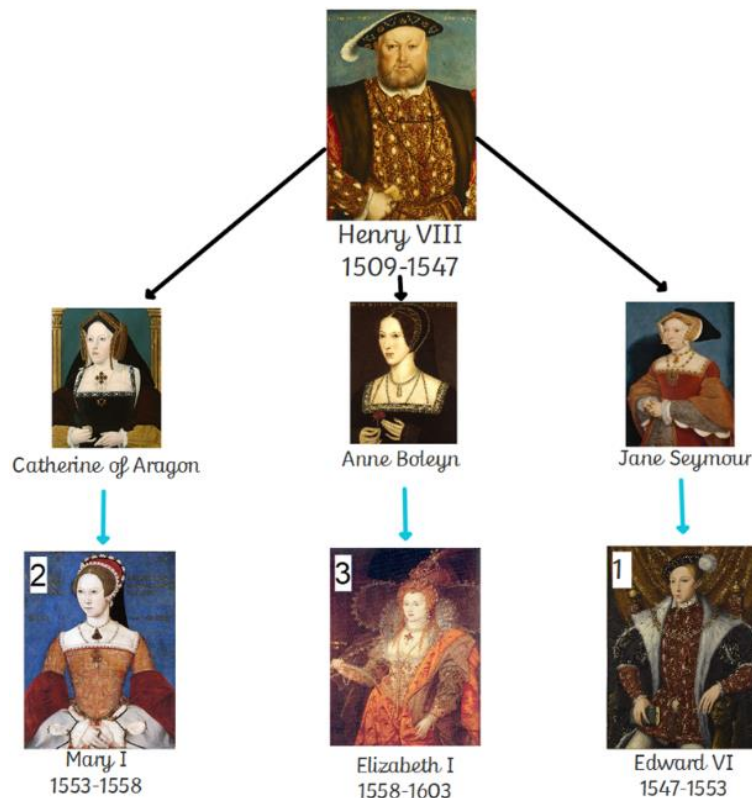 Henry VIII
1509-1547
Catherine of Aragon
Anne Boleyn
Jane Seymour
2
3
1
Mary I
1553-1558
Elizabeth I
1558-1603
Edward VI
1547-1553